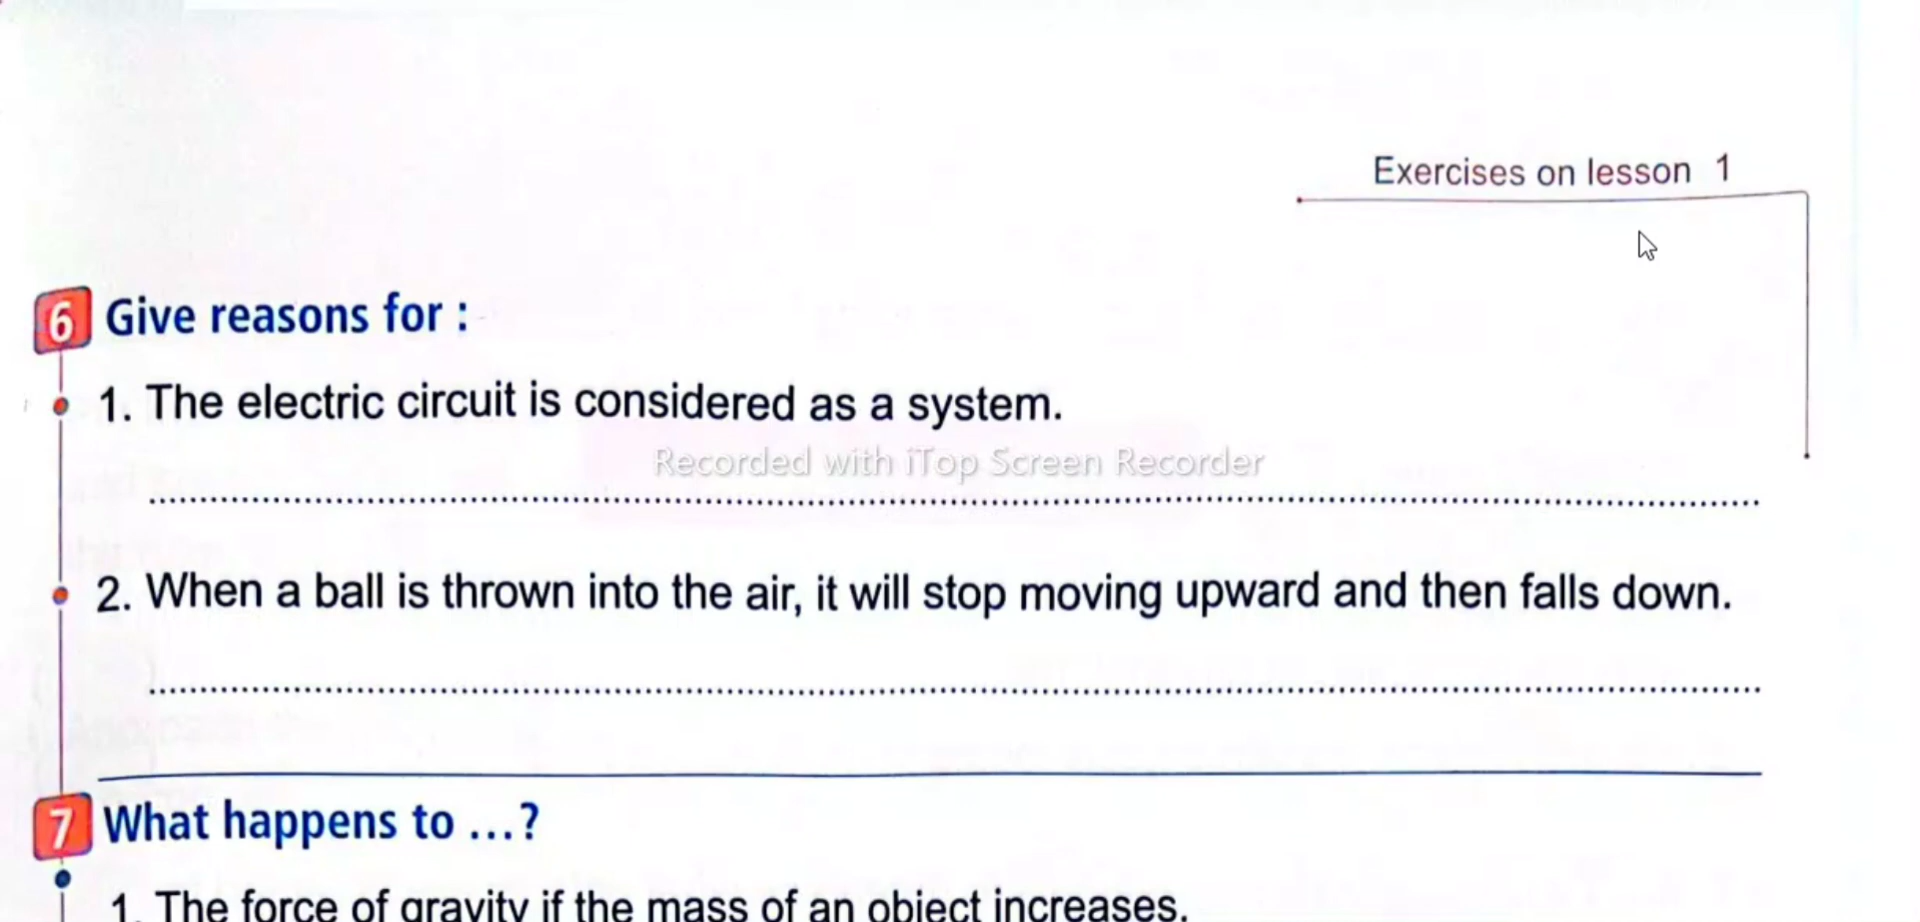 Exercises on lesson 1
6 Give reasons for :
1. The electric circuit is considered as a system.
Recorded with iTop Screen Recorder
2. When a ball is thrown into the air, it will stop moving upward and then falls down.
7 What happens to ...?
1. The force of gravity if the mass of an object increases.